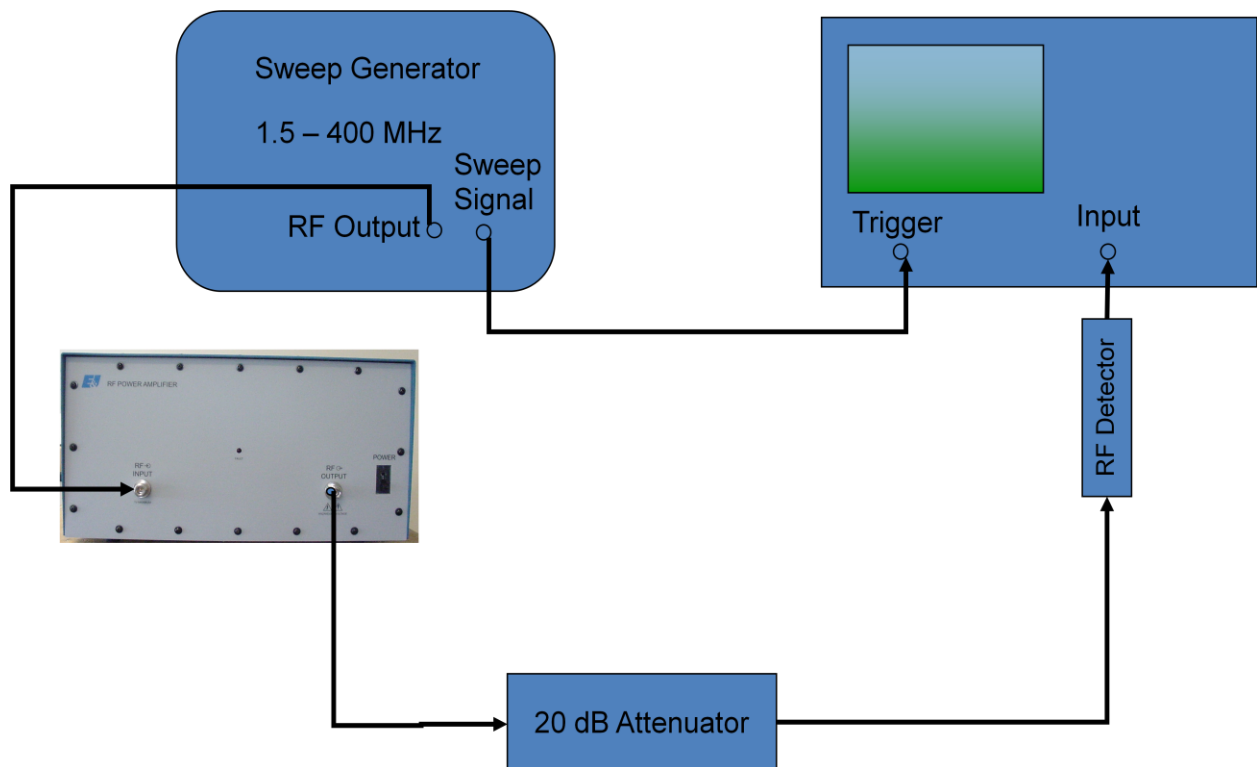 Sweep Generator
1.5 – 400 MHz
Sweep
Signal
RF Output
Trigger
Input
RF Detector
RF POWER AMPLIFIER
RF
INPUT
RF
OUTPUT
POWER
20 dB Attenuator